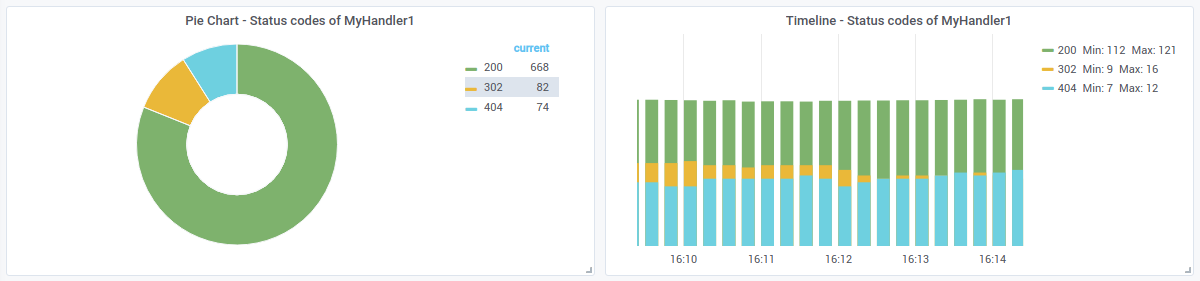 Pie Chart - Status codes of MyHandler1
current
200 668
302 82
404 74
Timeline - Status codes of MyHandler1
200 Min: 112 Max: 121
302 Min: 9 Max: 16
404 Min: 7 Max: 12
16:10 16:11 16:12 16:13 16:14